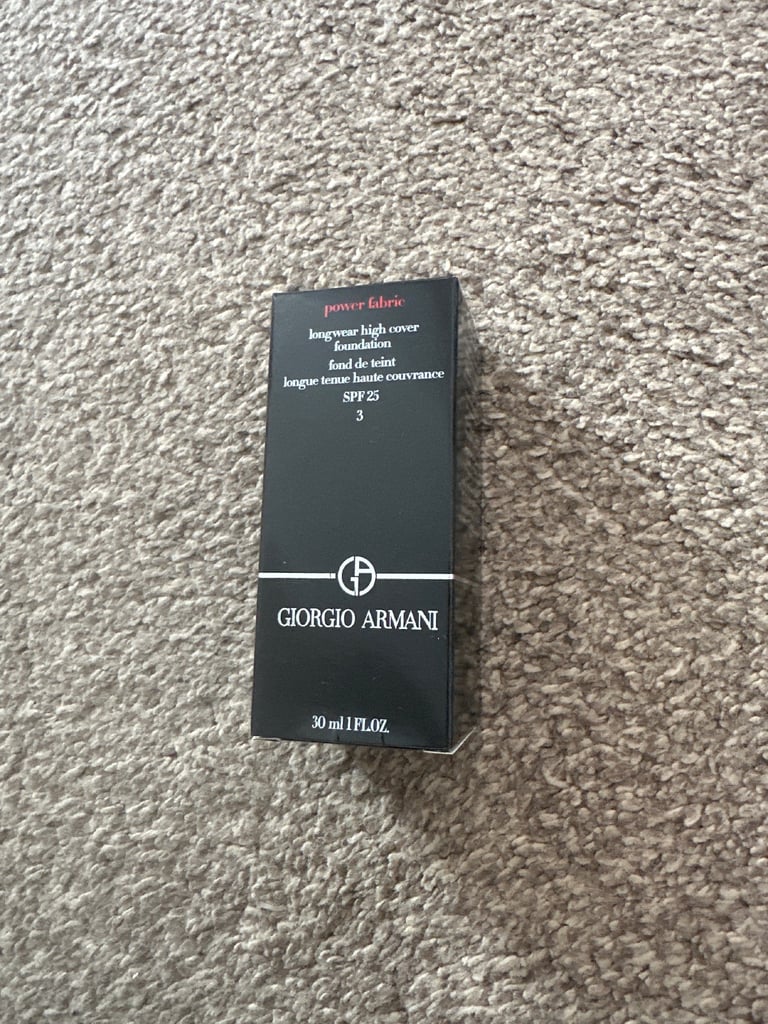 power fabric
longwear high cover
foundation
fond de teint
longue tenue haute couvrance
SPF 25
3
GA
GIORGIO ARMANI
30 ml 1 FL.OZ.